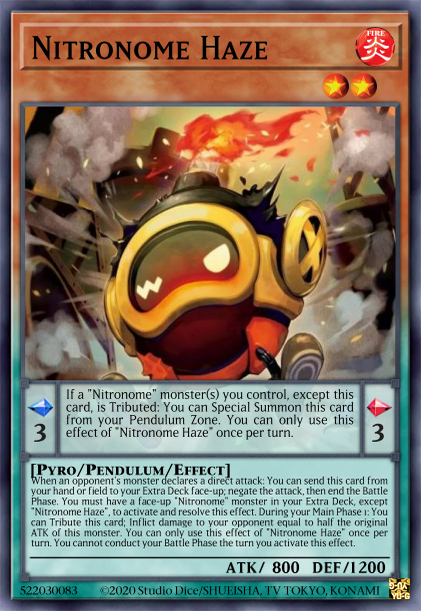 Nitronome Haze
FIRE
炎
If a "Nitronome" monster(s) you control, except this
card, is Tributed: You can Special Summon this card
from your Pendulum Zone. You can only use this
effect of "Nitronome Haze" once per turn.
3
3
[Pyro/Pendulum/Effect]
When an opponent's monster declares a direct attack: You can send this card from
your hand or field to your Extra Deck face-up; negate the attack, then end the Battle
Phase. You must have a face-up "Nitronome" monster in your Extra Deck, except
"Nitronome Haze", to activate and resolve this effect. During your Main Phase 1: You
can Tribute this card; Inflict damage to your opponent equal to half the original
ATK of this monster. You can only use this effect of "Nitronome Haze" once per
turn. You cannot conduct your Battle Phase the turn you activate this effect.
ATK/ 800 DEF/1200
522030083 ©2020 Studio Dice/SHUEISHA, TV TOKYO, KONAMI